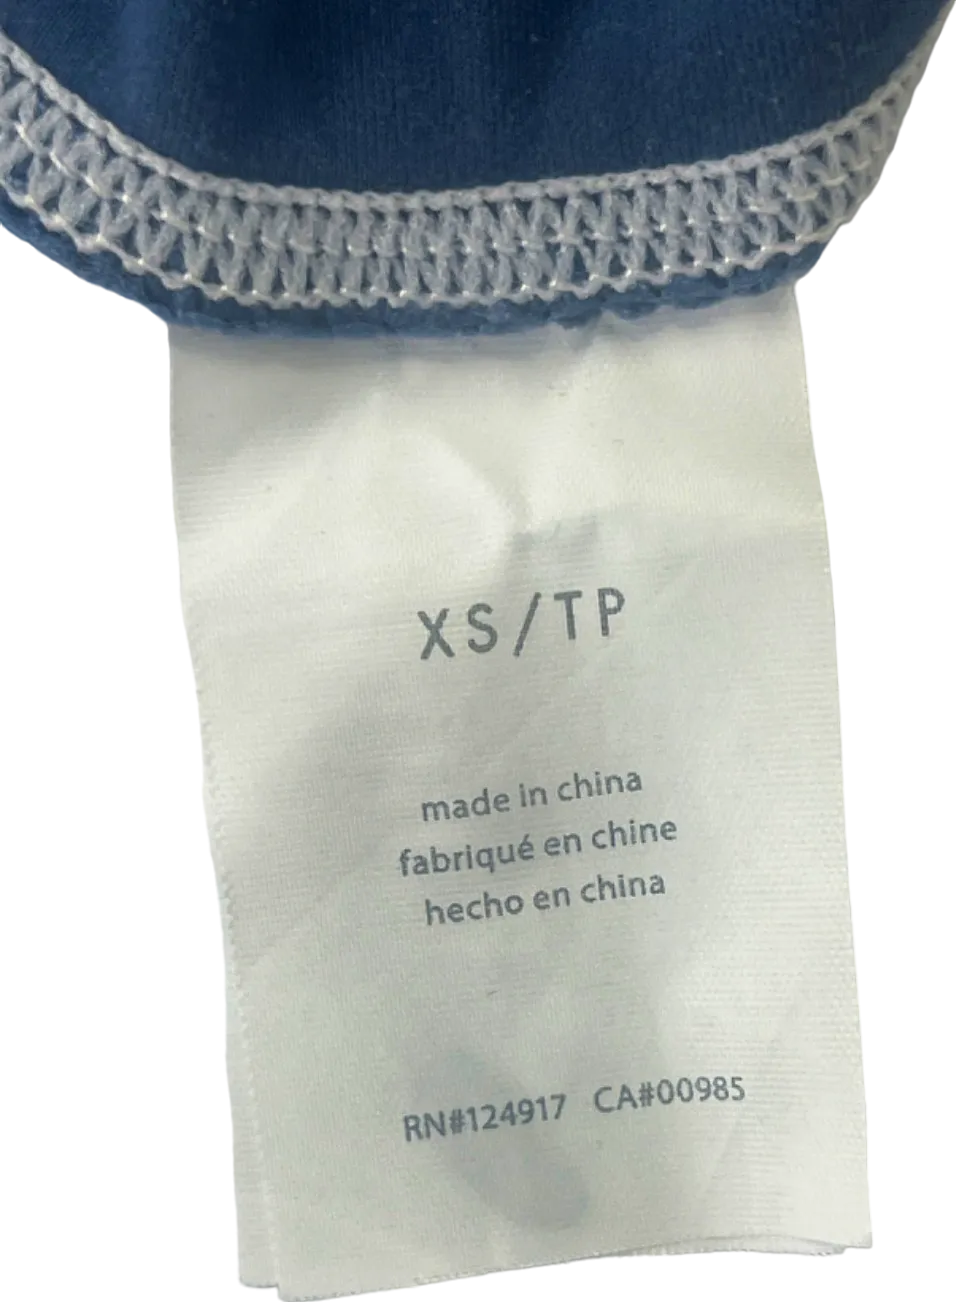 XS/TP
made in china
fabriqué en chine
hecho en china
RN#124917 CA#00985